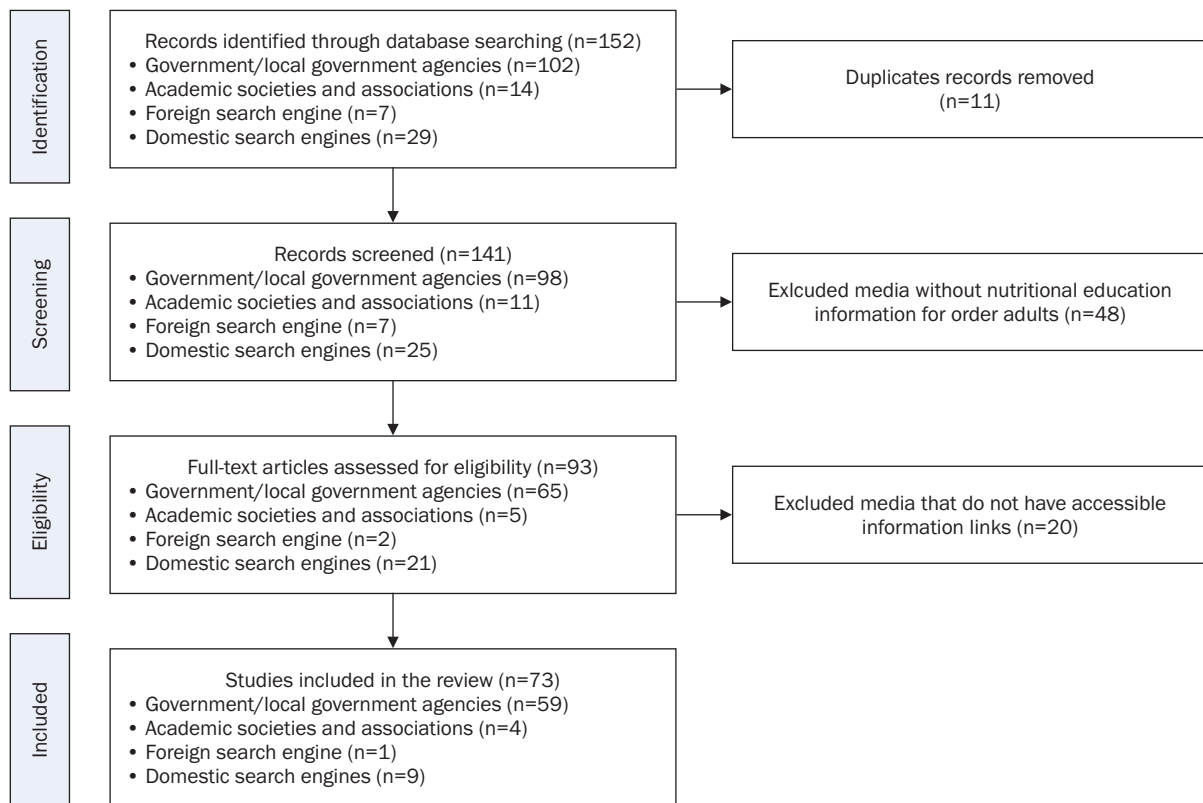 Identification
Records identified through database searching (n=152)
• Government/local government agencies (n=102)
• Academic societies and associations (n=14)
• Foreign search engine (n=7)
• Domestic search engines (n=29)
Duplicates records removed
(n=11)
Screening
Records screened (n=141)
• Government/local government agencies (n=98)
• Academic societies and associations (n=11)
• Foreign search engine (n=7)
• Domestic search engines (n=25)
Exlcuded media without nutritional education
information for order adults (n=48)
Eligibility
Full-text articles assessed for eligibility (n=93)
• Government/local government agencies (n=65)
• Academic societies and associations (n=5)
• Foreign search engine (n=2)
• Domestic search engines (n=21)
Excluded media that do not have accessible
information links (n=20)
Included
Studies included in the review (n=73)
• Government/local government agencies (n=59)
• Academic societies and associations (n=4)
• Foreign search engine (n=1)
• Domestic search engines (n=9)